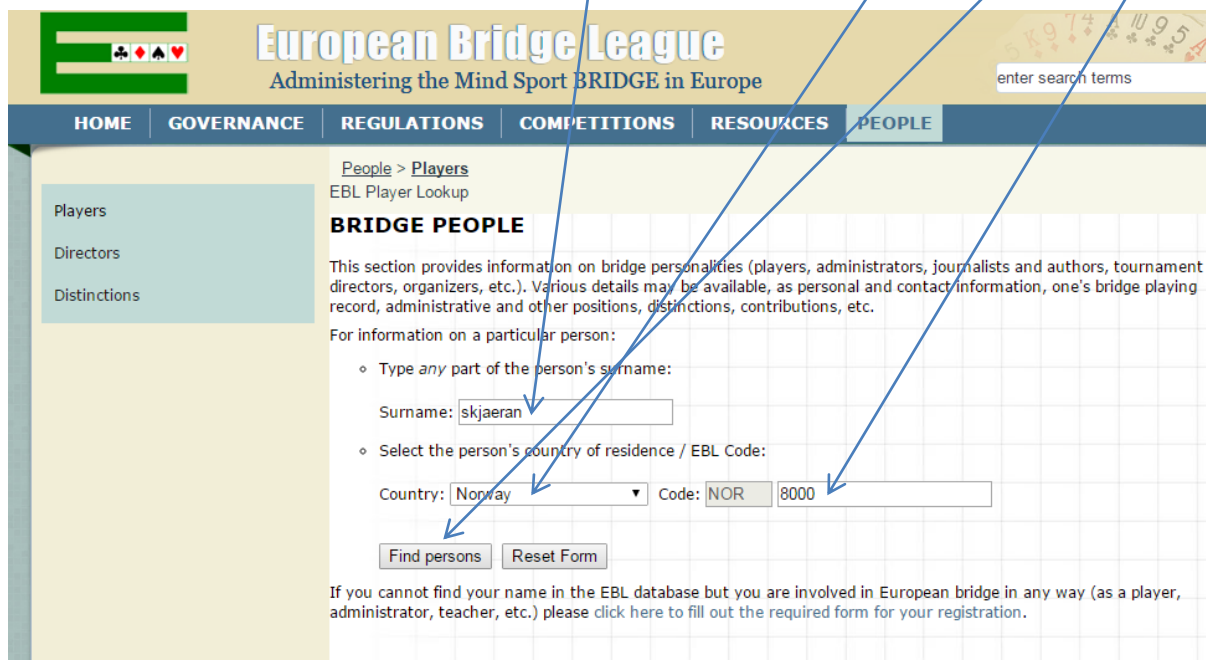 European Bridge League
Administering the Mind Sport BRIDGE in Europe
5 K 9 7 4 A 10 9 5 A
enter search terms
HOME GOVERNANCE REGULATIONS COMPETITIONS RESOURCES PEOPLE
People > Players
EBL Player Lookup
Players
Directors
Distinctions
BRIDGE PEOPLE
This section provides information on bridge personalities (players, administrators, journalists and authors, tournament
directors, organizers, etc.). Various details may be available, as personal and contact information, one's bridge playing
record, administrative and other positions, distinctions, contributions, etc.
For information on a particular person:
Type any part of the person's surname:
Surname: skjaeran
Select the person's country of residence / EBL Code:
Country: Norway Code: NOR 8000
Find persons Reset Form
If you cannot find your name in the EBL database but you are involved in European bridge in any way (as a player,
administrator, teacher, etc.) please click here to fill out the required form for your registration.